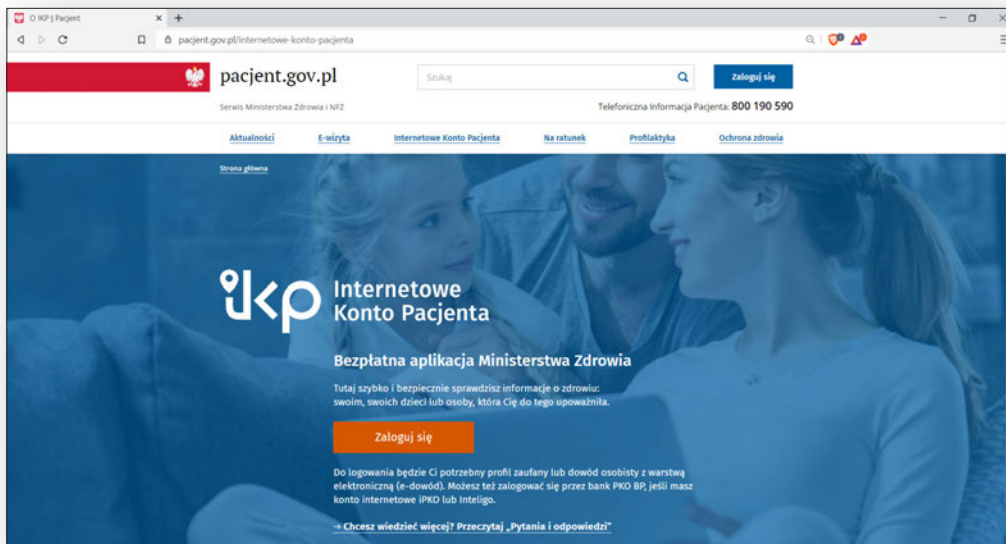 O IKP | Pacjent
pacjent.gov.pl/internetowe-konto-pacjenta
pacjent.gov.pl
Szukaj
Zaloguj się
Serwis Ministerstwa Zdrowia i NFZ
Telefoniczna Informacja Pacjenta: 800 190 590
Aktualności E-wizyta Internetowe Konto Pacjenta Na ratunek Profilaktyka Ochrona zdrowia
Strona główna
ikp
Internetowe
Konto Pacjenta
Bezpłatna aplikacja Ministerstwa Zdrowia
Tutaj szybko i bezpiecznie sprawdzisz informacje o zdrowiu:
swoim, swoich dzieci lub osoby, która Cię do tego upoważniła.
Zaloguj się
Do logowania będzie Ci potrzebny profil zaufany lub dowód osobisty z warstwą
elektroniczną (e-dowód). Możesz też zalogować się przez bank PKO BP, jeśli masz
konto internetowe iPKO lub Inteligo.
→ Chcesz wiedzieć więcej? Przeczytaj „Pytania i odpowiedzi"